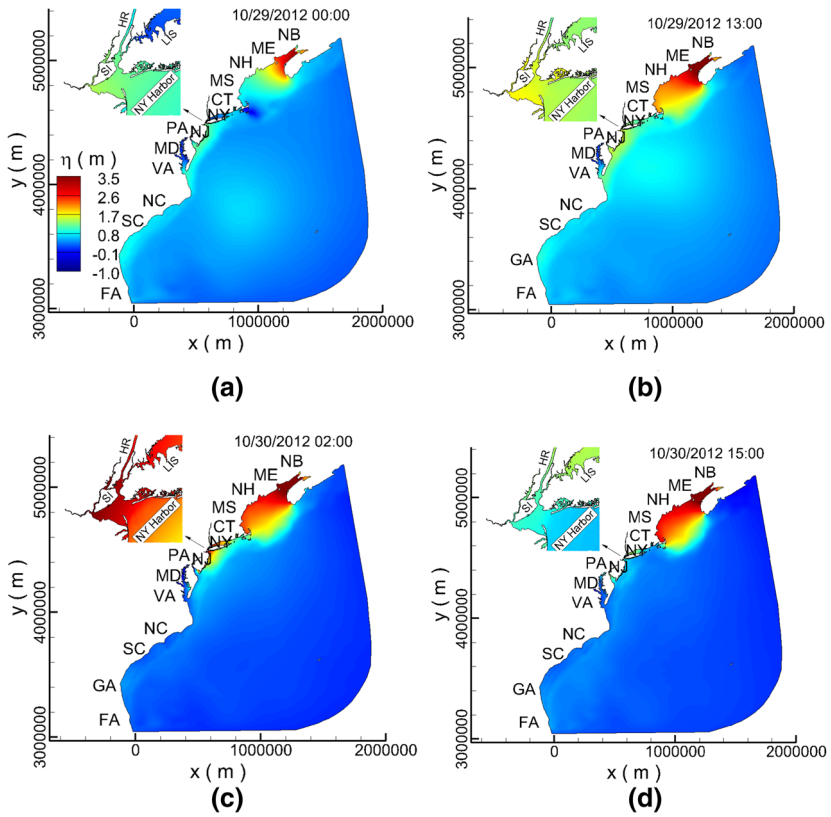 10/29/2012 00:00
HR
LIS
SI
NY Harbor
NB
ME
NH
MS
CT
NY
PA
NJ
MD
VA
NC
SC
FA
η ( m )
3.5
2.6
1.7
0.8
-0.1
-1.0
y ( m )
5000000
4000000
3000000
0 1000000 2000000
x ( m )
(a)
10/29/2012 13:00
HR
LIS
SI
NY Harbor
NB
ME
NH
MS
CT
NY
PA
NJ
MD
VA
NC
SC
GA
FA
y ( m )
5000000
4000000
3000000
0 1000000 2000000
x ( m )
(b)
10/30/2012 02:00
HR
LIS
SI
NY Harbor
NB
ME
NH
MS
CT
NY
PA
NJ
MD
VA
NC
SC
GA
FA
y ( m )
5000000
4000000
3000000
0 1000000 2000000
x ( m )
(c)
10/30/2012 15:00
HR
LIS
SI
NY Harbor
NB
ME
NH
MS
CT
NY
PA
NJ
MD
VA
NC
SC
GA
FA
y ( m )
5000000
4000000
3000000
0 1000000 2000000
x ( m )
(d)